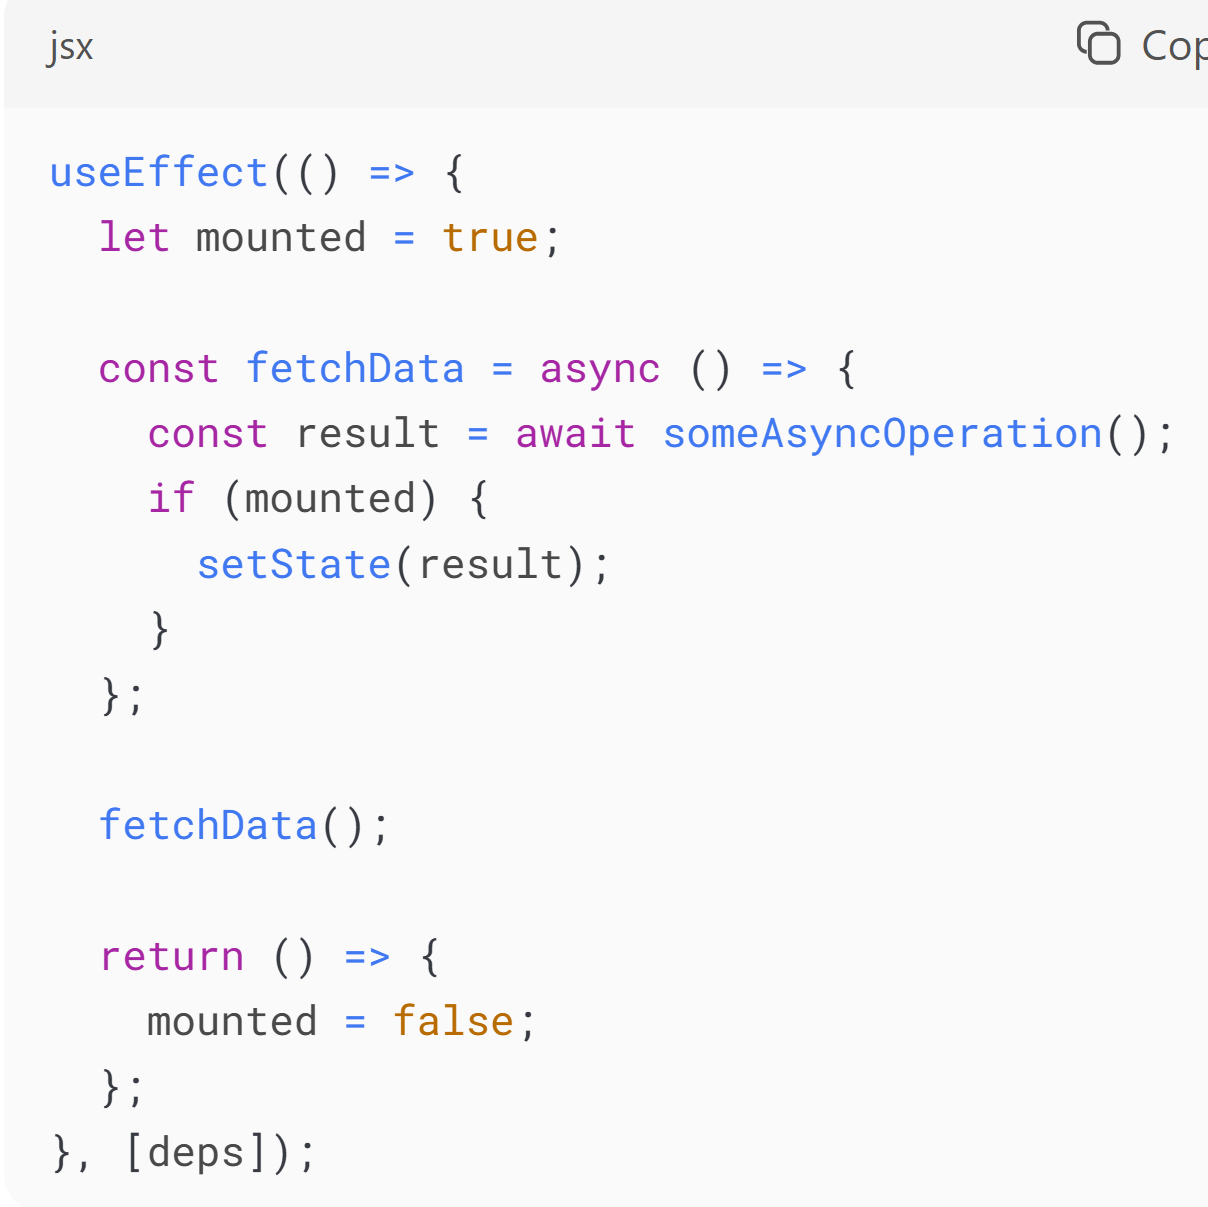 jsx
Cop
useEffect(() => {
  let mounted = true;

  const fetchData = async () => {
    const result = await someAsyncOperation();
    if (mounted) {
      setState(result);
    }
  };

  fetchData();

  return () => {
    mounted = false;
  };
}, [deps]);